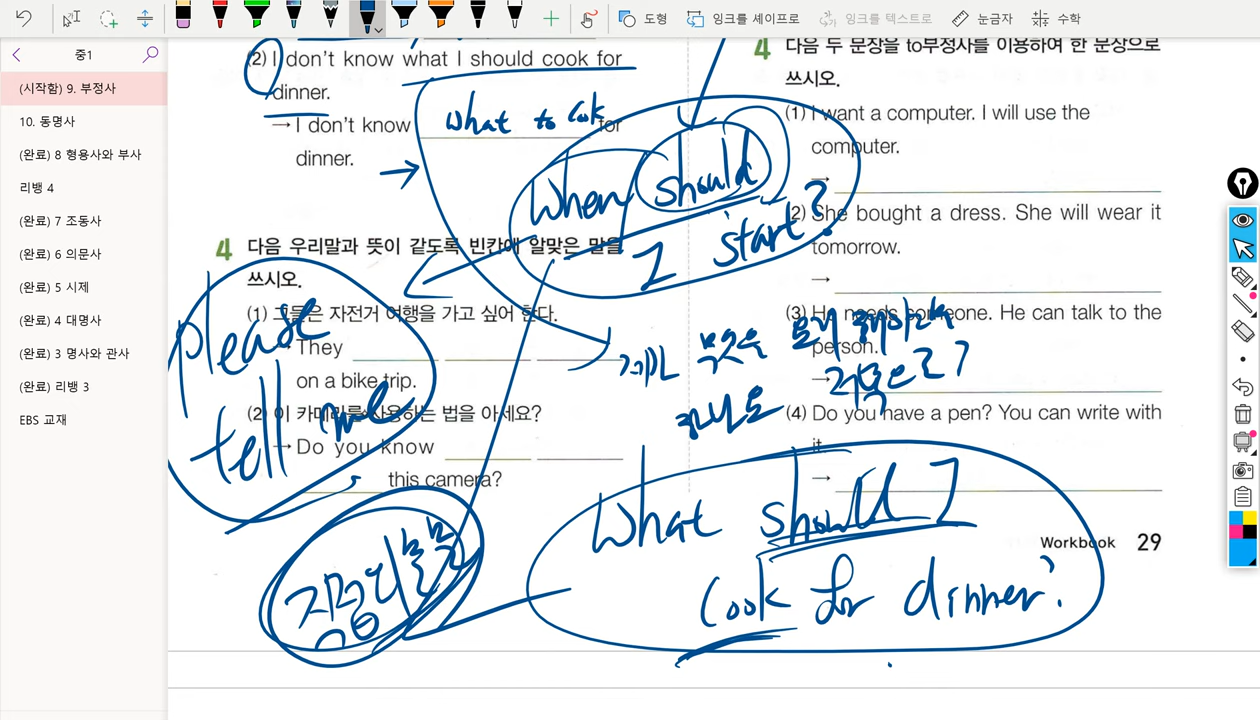 도형
잉크를 셰이프로
잉크를 텍스트로
눈금자
수학
중1
(시작함) 9. 부정사
10. 동명사
(완료) 8 형용사와 부사
리뱅 4
(완료) 7 조동사
(완료) 6 의문사
(완료) 5 시제
(완료) 4 대명사
(완료) 3 명사와 관사
(완료) 리뱅 3
EBS 교재
(2) I don't know what I should cook for
dinner.
→ I don't know what to cook for
dinner.
4 다음 우리말과 뜻이 같도록 빈칸에 알맞은 말을
쓰시오.
(1) 그들은 자전거 여행을 가고 싶어 한다.
They
on a bike trip.
(2) 이 카메라를 사용하는 법을 아세요?
→ Do you know
this camera?
When should
I start?
please
tell me
4 다음 두 문장을 to부정사를 이용하여 한 문장으로
쓰시오.
(1) I want a computer. I will use the
computer.
→
(2) She bought a dress. She will wear it
tomorrow.
→
(3) He needs someone. He can talk to the
person.
→
(4) Do you have a pen? You can write with
it.
→
What should I
cook for dinner?
Workbook 29